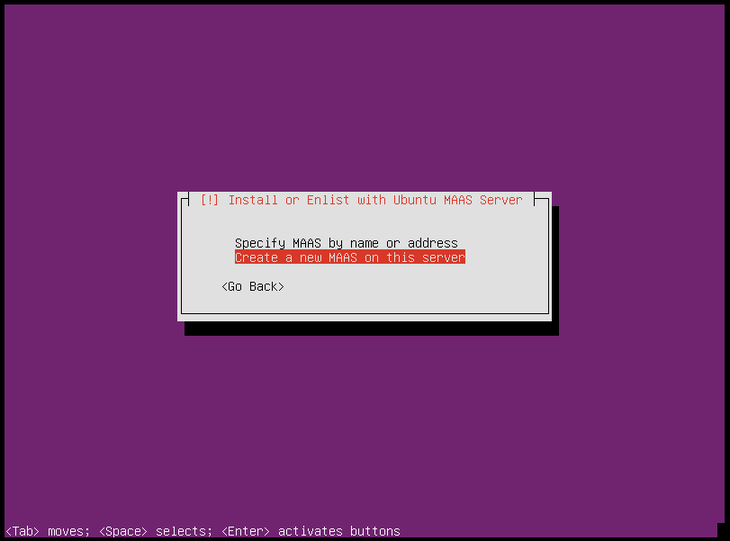 [!] Install or Enlist with Ubuntu MAAS Server
Specify MAAS by name or address
Create a new MAAS on this server
<Go Back>
<Tab> moves; <Space> selects; <Enter> activates buttons